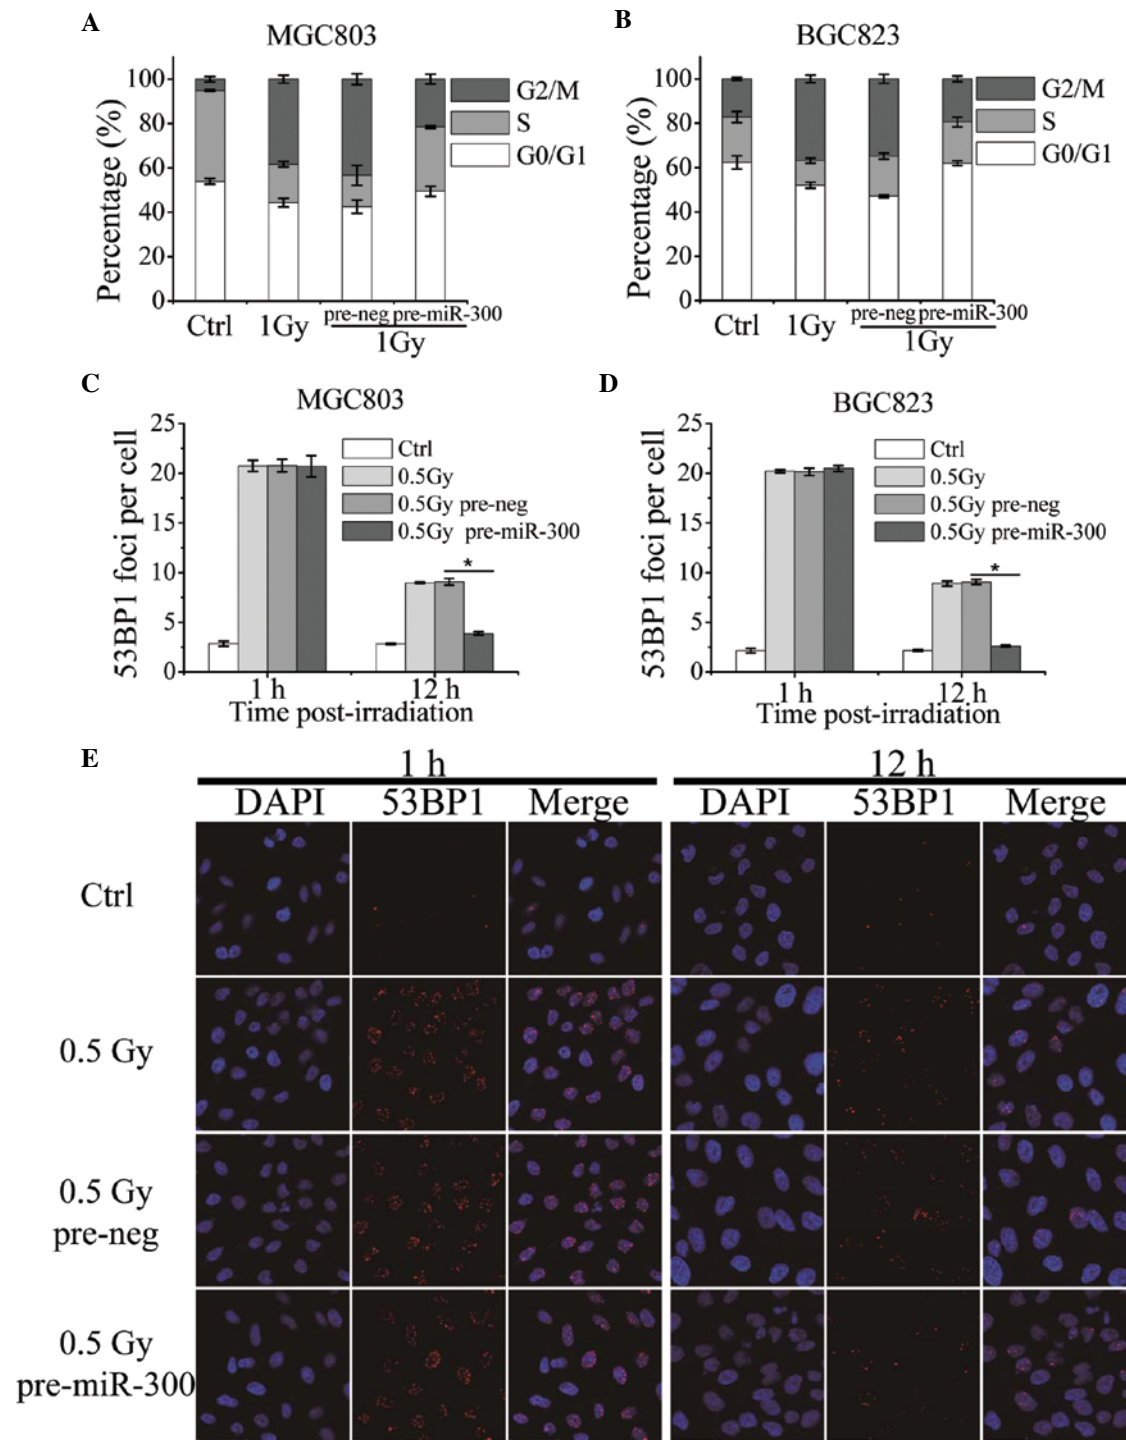 A
MGC803
100
80
60
40
20
0
Percentage (%)
G2/M
S
G0/G1
Ctrl
1Gy
pre-neg
pre-miR-300
1Gy
B
BGC823
100
80
60
40
20
0
Percentage (%)
G2/M
S
G0/G1
Ctrl
1Gy
pre-neg
pre-miR-300
1Gy
C
MGC803
25
20
15
10
5
0
53BP1 foci per cell
Ctrl
0.5Gy
0.5Gy pre-neg
0.5Gy pre-miR-300
*
1 h
12 h
Time post-irradiation
D
BGC823
25
20
15
10
5
0
53BP1 foci per cell
Ctrl
0.5Gy
0.5Gy pre-neg
0.5Gy pre-miR-300
*
1 h
12 h
Time post-irradiation
E
1 h
12 h
DAPI 53BP1 Merge
DAPI 53BP1 Merge
Ctrl
0.5 Gy
0.5 Gy
pre-neg
0.5 Gy
pre-miR-300